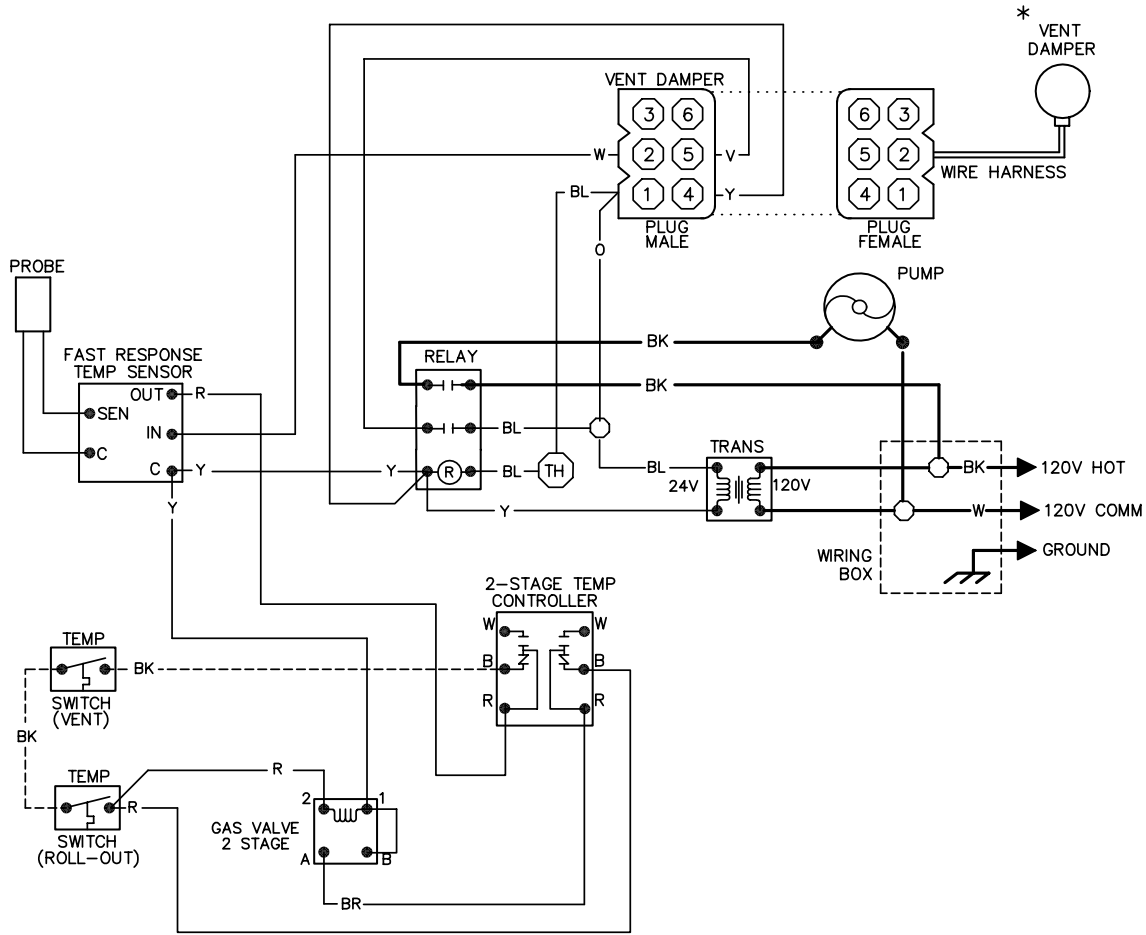 *
VENT
DAMPER
VENT DAMPER
3 6
6 3
W
2 5
V
5 2
WIRE HARNESS
BL
1 4
Y
4 1
PLUG
MALE
PLUG
FEMALE
O
PROBE
PUMP
BK
FAST RESPONSE
TEMP SENSOR
RELAY
OUT
R
BK
SEN
IN
BL
C
TRANS
C
Y
Y
R
BL
TH
BL
24V
120V
BK
120V HOT
Y
Y
W
120V COMM
WIRING
BOX
GROUND
2-STAGE TEMP
CONTROLLER
W
W
TEMP
BK
B
B
SWITCH
(VENT)
R
R
BK
TEMP
R
R
2
1
SWITCH
(ROLL-OUT)
GAS VALVE
2 STAGE
A
B
BR